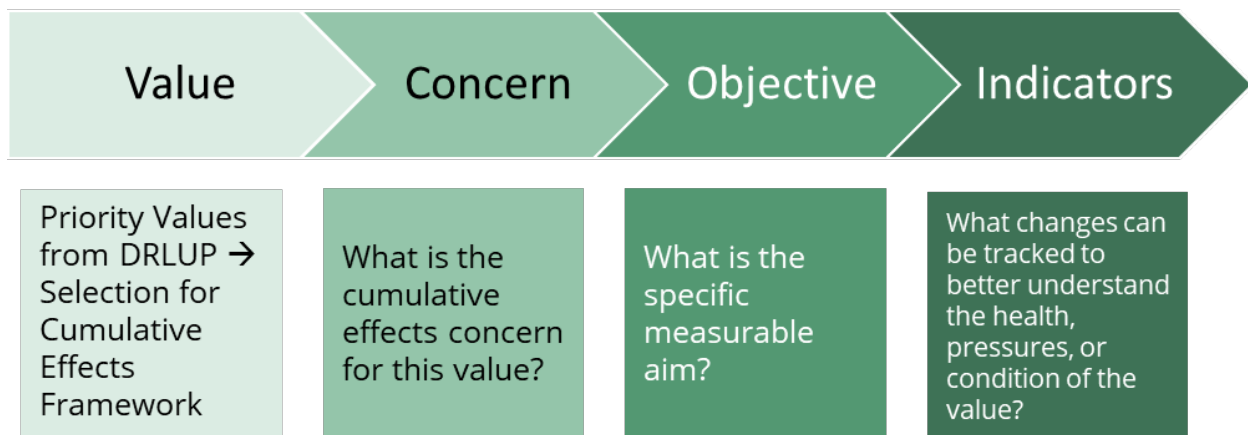 Value
Concern
Objective
Indicators
Priority Values
from DRLUP →
Selection for
Cumulative
Effects
Framework
What is the
cumulative
effects concern
for this value?
What is the
specific
measurable
aim?
What changes can
be tracked to
better understand
the health,
pressures, or
condition of the
value?